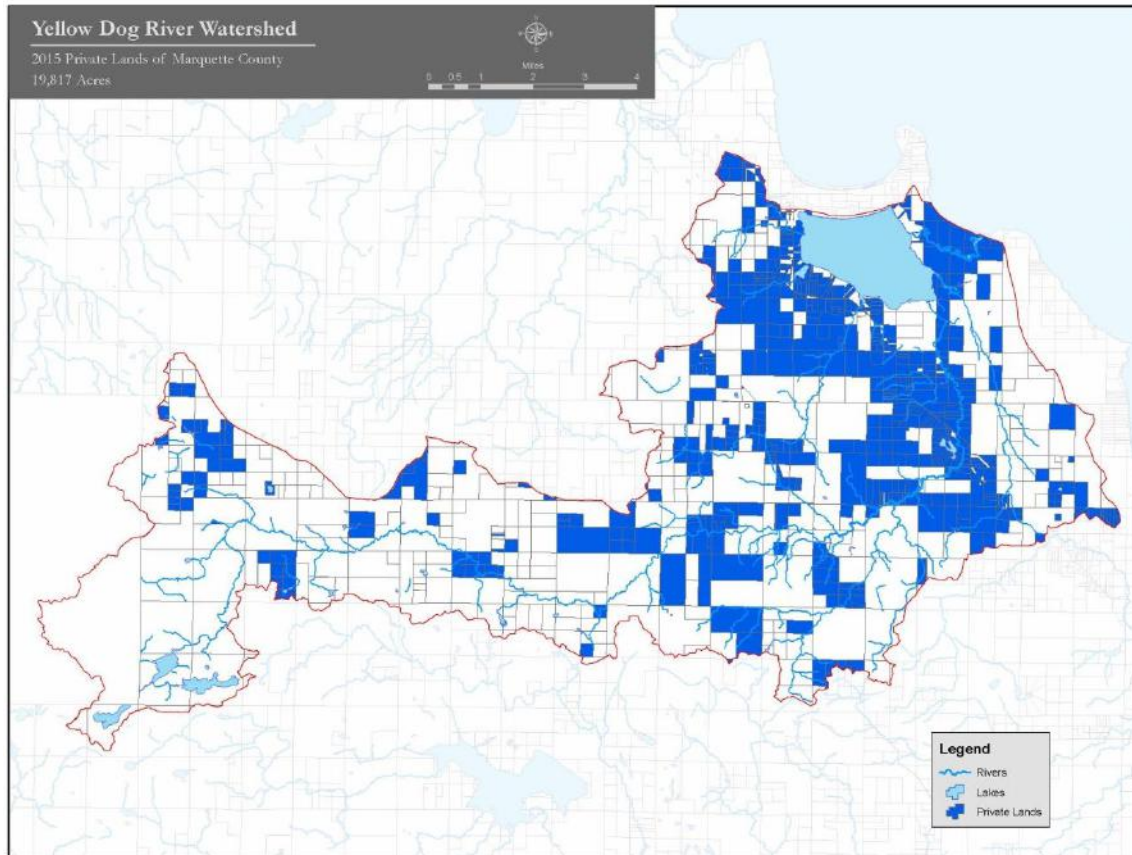 Yellow Dog River Watershed
2015 Private Lands of Marquette County
19,817 Acres
Miles
0 0.5 1 2 3 4
Legend
Rivers
Lakes
Private Lands